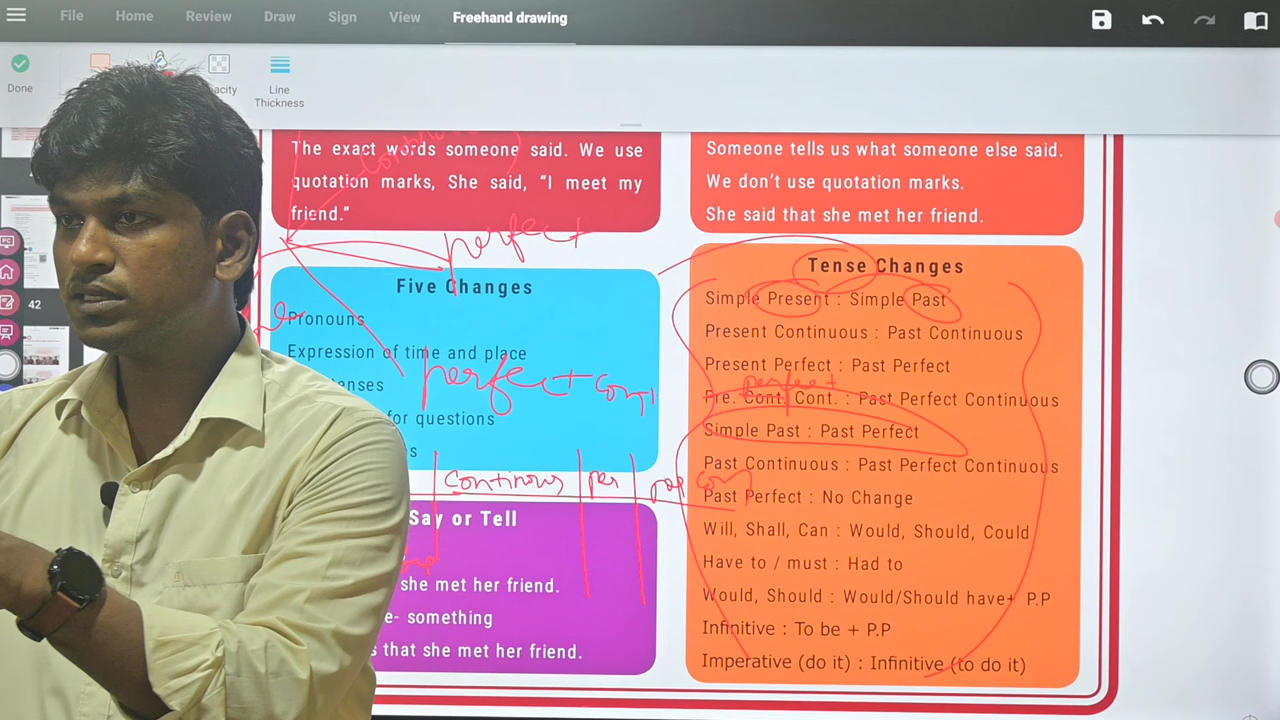 File Home Review Draw Sign View Freehand drawing
Done
Line
Thickness
42
The exact words someone said. We use
quotation marks, She said, “I meet my
friend.“
Someone tells us what someone else said.
We don’t use quotation marks.
She said that she met her friend.
perfect
Five Changes
Pronouns
Expression of time and place
for questions
perfect cont
Continous
per
Say or Tell
she met her friend.
e- something
s that she met her friend.
Tense Changes
Simple Present : Simple Past
Present Continuous : Past Continuous
Present Perfect : Past Perfect
perfect
Pre. Cont. Cont. : Past Perfect Continuous
Simple Past : Past Perfect
Past Continuous : Past Perfect Continuous
Past Perfect : No Change
Will, Shall, Can : Would, Should, Could
Have to / must : Had to
Would, Should : Would/Should have+ P.P
Infinitive : To be + P.P
Imperative (do it) : Infinitive (to do it)